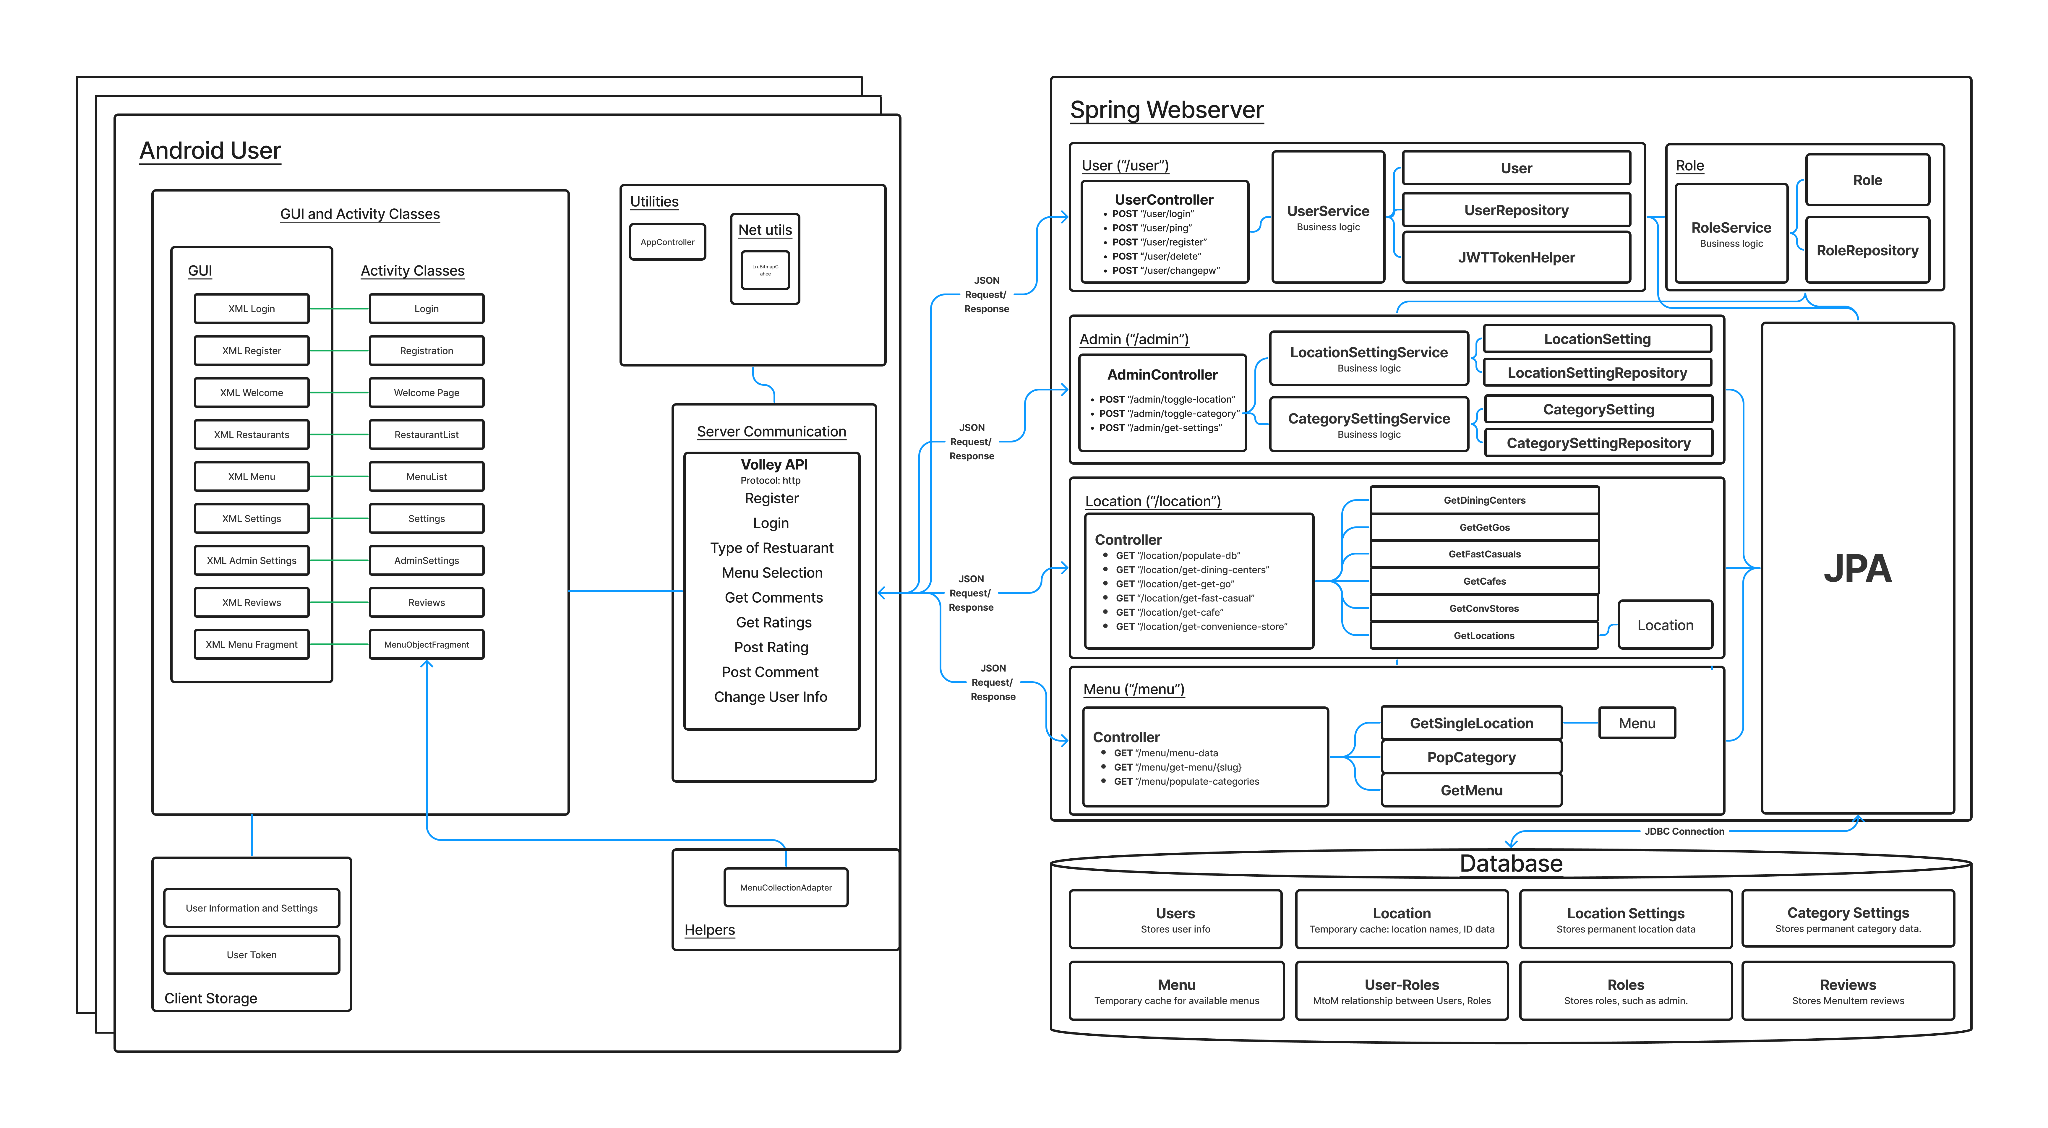 Android User
GUI and Activity Classes
GUI
Activity Classes
XML Login
Login
XML Register
Registration
XML Welcome
Welcome Page
XML Restaurants
RestaurantList
XML Menu
MenuList
XML Settings
Settings
XML Admin Settings
AdminSettings
XML Reviews
Reviews
XML Menu Fragment
MenuObjectFragment
User Information and Settings
User Token
Client Storage
Utilities
AppController
Net utils
Server Communication
Volley API
Protocol: http
Register
Login
Type of Restuarant
Menu Selection
Get Comments
Get Ratings
Post Rating
Post Comment
Change User Info
MenuCollectionAdapter
Helpers
JSON
Request/
Response
JSON
Request/
Response
JSON
Request/
Response
JSON
Request/
Response
Spring Webserver
User ("/user")
UserController
• POST "/user/login"
• POST "/user/ping"
• POST "/user/register"
• POST "/user/delete"
• POST "/user/changepw"
UserService
Business logic
User
UserRepository
JWTTokenHelper
Role
RoleService
Business logic
Role
RoleRepository
Admin ("/admin")
AdminController
• POST "/admin/toggle-location"
• POST "/admin/toggle-category"
• POST "/admin/get-settings"
LocationSettingService
Business logic
CategorySettingService
Business logic
LocationSetting
LocationSettingRepository
CategorySetting
CategorySettingRepository
Location ("/location")
Controller
• GET "/location/populate-db"
• GET "/location/get-dining-centers"
• GET "/location/get-get-go"
• GET "/location/get-fast-casual"
• GET "/location/get-cafe"
• GET "/location/get-convenience-store"
GetDiningCenters
GetGetGos
GetFastCasuals
GetCafes
GetConvStores
GetLocations
Location
Menu ("/menu")
Controller
• GET "/menu/menu-data
• GET "/menu/get-menu/{slug}
• GET "/menu/populate-categories
GetSingleLocation
PopCategory
GetMenu
Menu
JPA
JDBC Connection
Database
Users
Stores user info
Location
Temporary cache: location names, ID data
Location Settings
Stores permanent location data
Category Settings
Stores permanent category data.
Menu
Temporary cache for available menus
User-Roles
MtoM relationship between Users, Roles
Roles
Stores roles, such as admin.
Reviews
Stores MenuItem reviews